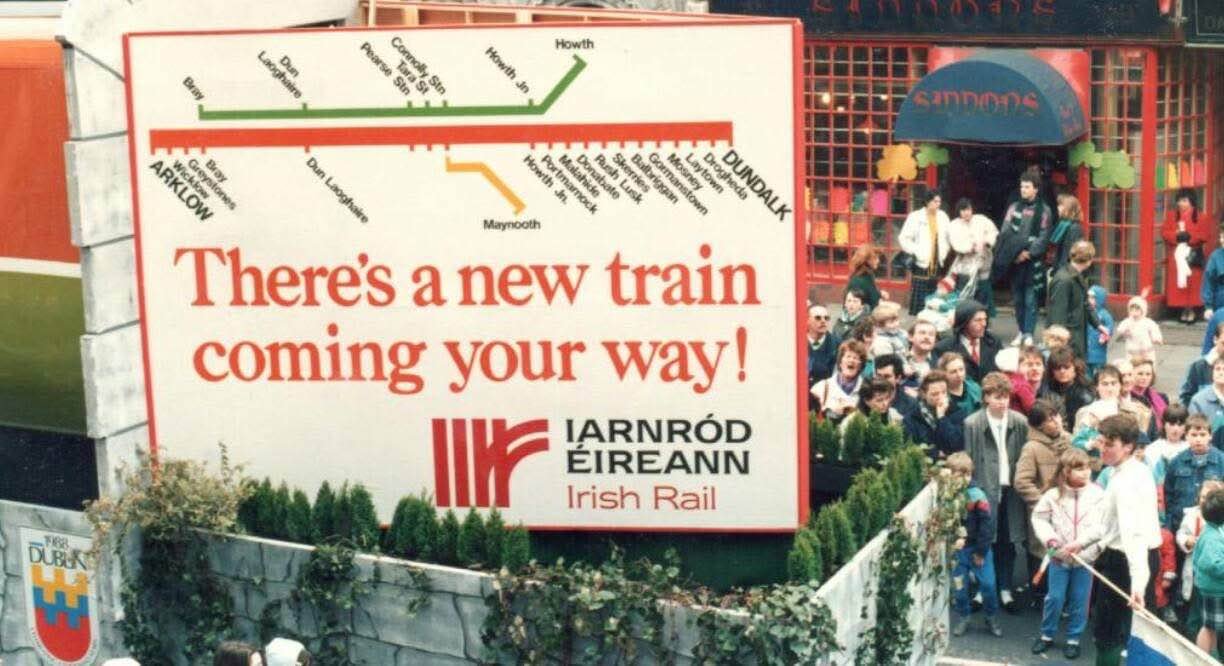 Bray
Dun
Laoghaire
Pearse Stn
Tara St
Connolly Stn
Howth Jn
Howth
ARKLOW
Wicklow
Greystones
Bray
Dun Laoghaire
Maynooth
Howth Jn.
Portmarnock
Malahide
Donabate
Rush Lusk
Skerries
Balbriggan
Gormanstown
Mosney
Laytown
Drogheda
DUNDALK
There's a new train
coming your way!
IARNRÓD
ÉIREANN
Irish Rail
1988
DUBLIN